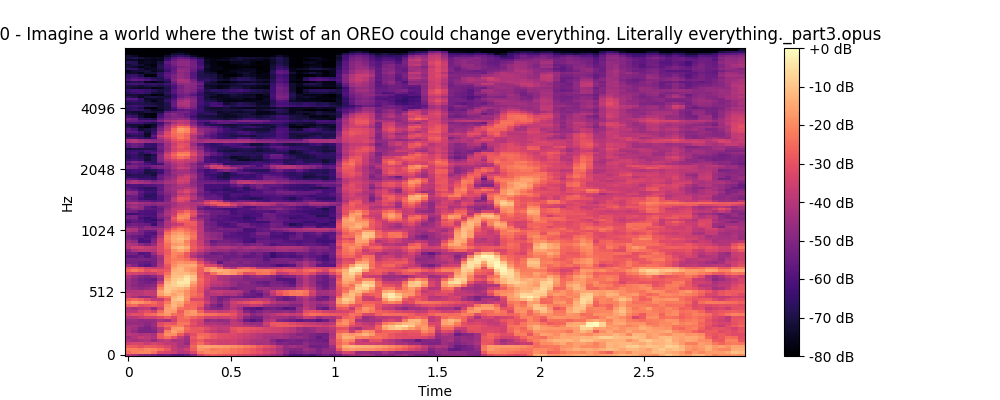 0 - Imagine a world where the twist of an OREO could change everything. Literally everything._part3.opus
+0 dB
4096
-10 dB
-20 dB
2048
-30 dB
Hz
-40 dB
1024
-50 dB
512
-60 dB
-70 dB
0
-80 dB
0 0.5 1 1.5 2 2.5
Time